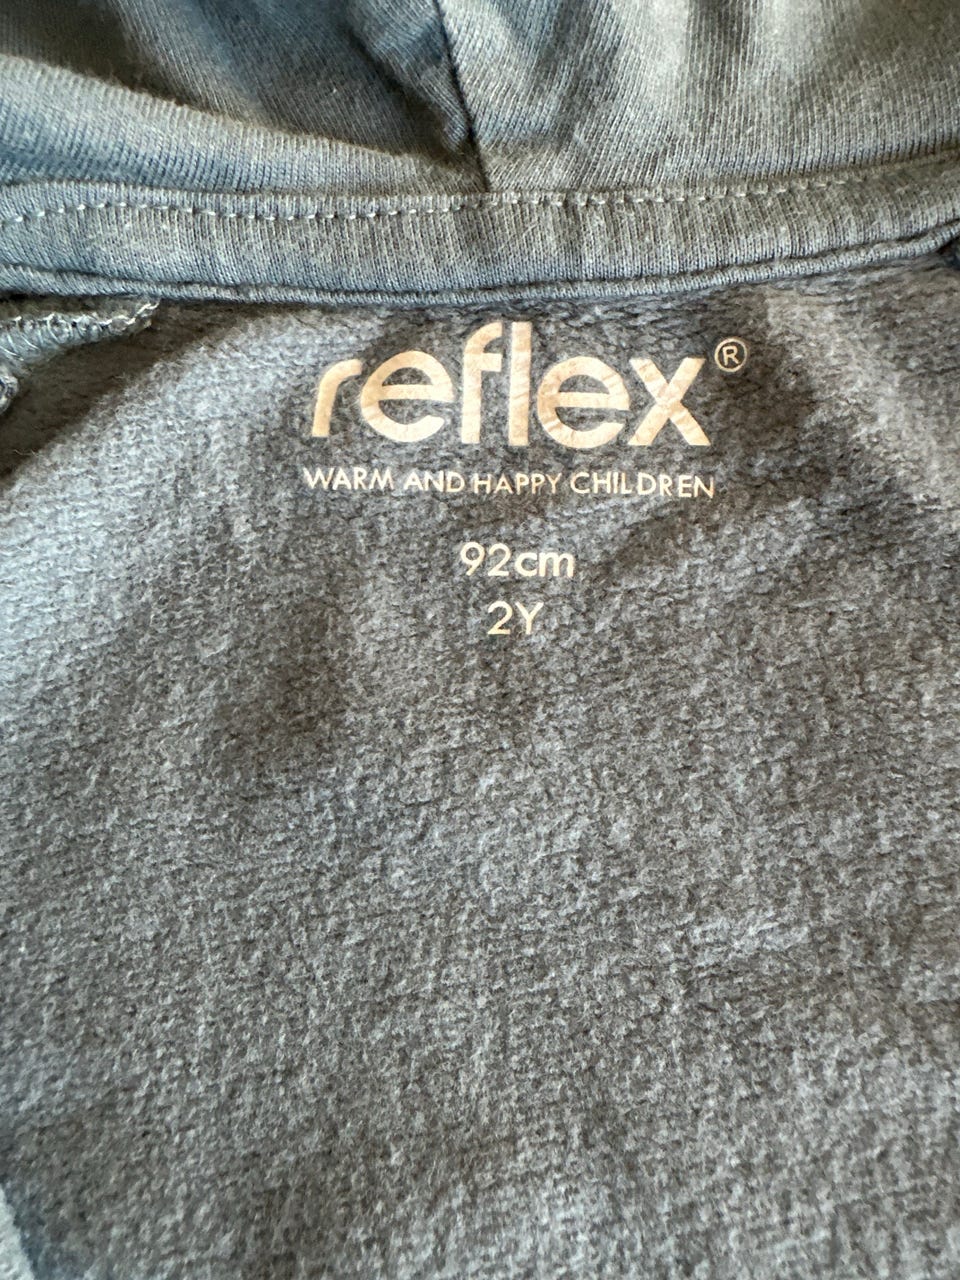 reflex®
WARM AND HAPPY CHILDREN
92cm
2Y